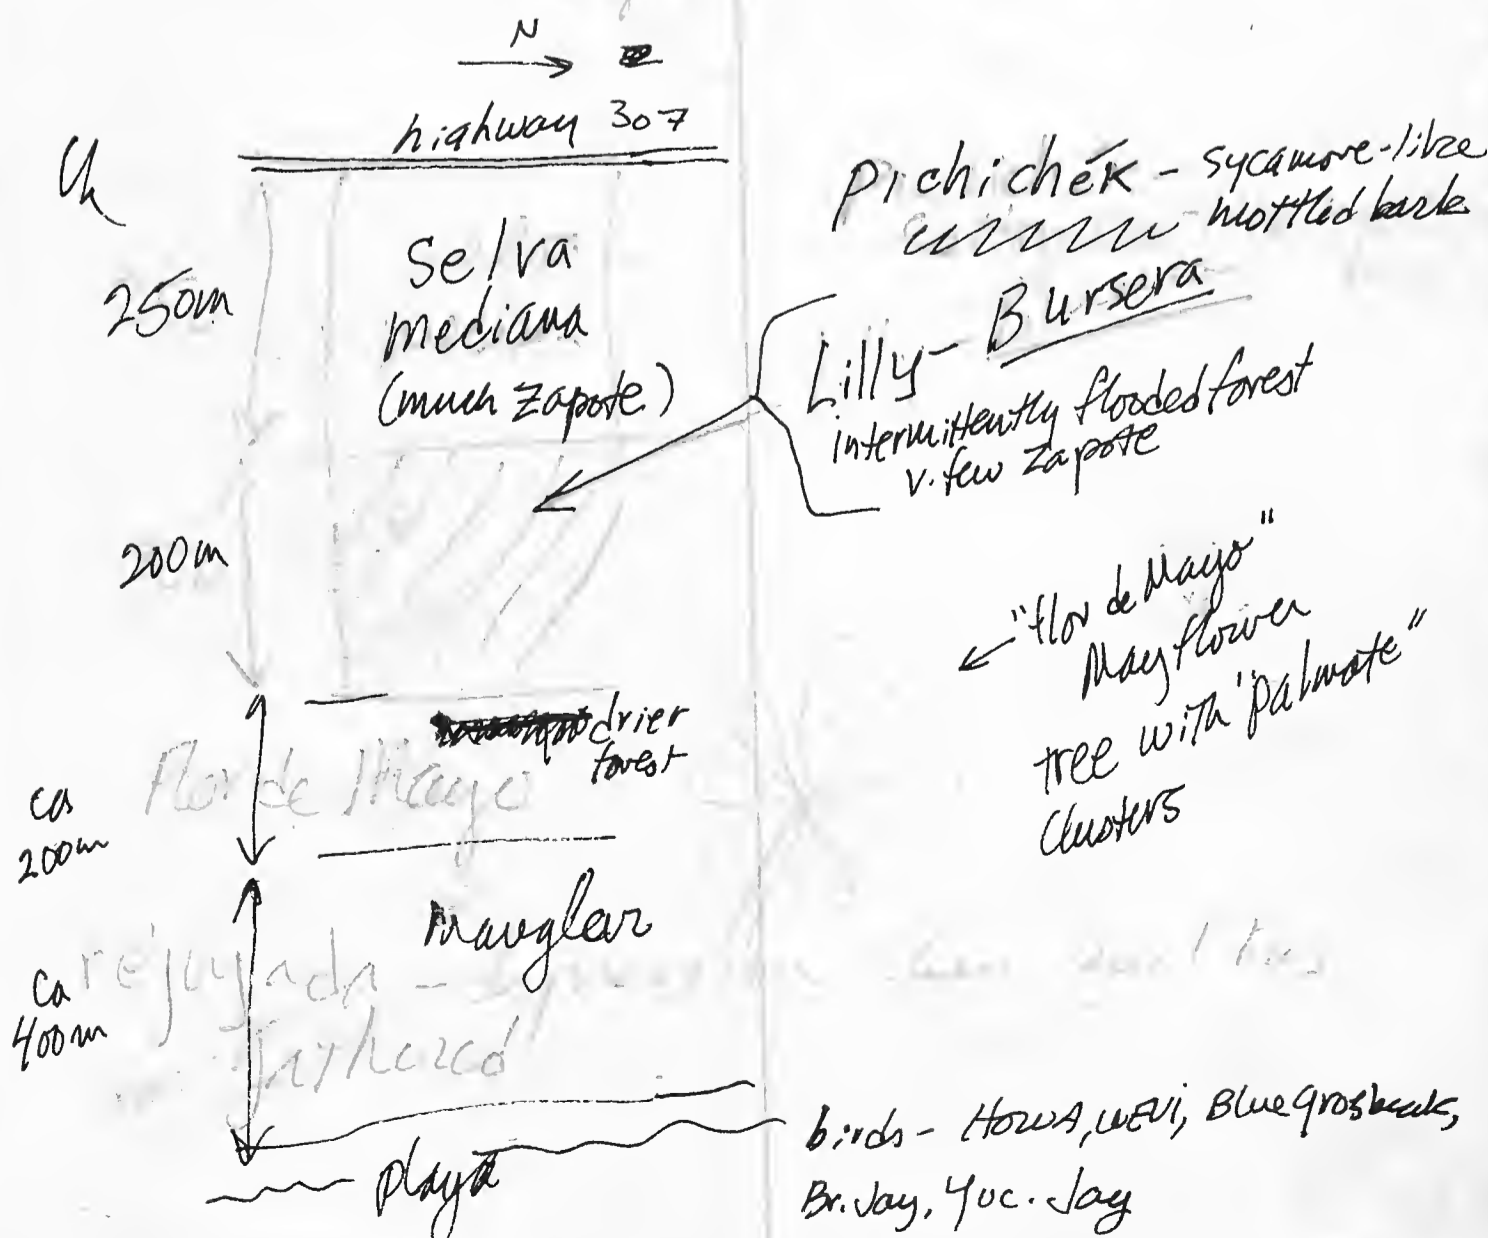 N
highway 307
250m
Selva
mediana
(much zapote)
200m
drier
forest
ca
200m
Flor de Mayo
manglar
ca
400m
rejuyada -
playa
Pichichék - sycamore-like
mottled bark
Lilly - Bursera
intermittently flooded forest
v. few zapote
"flor de Mayo"
Mayflower
tree with "palmate"
clusters
birds - HOWA, WEVI, Blue Grosbeaks,
Br. Jay, Yuc. Jay